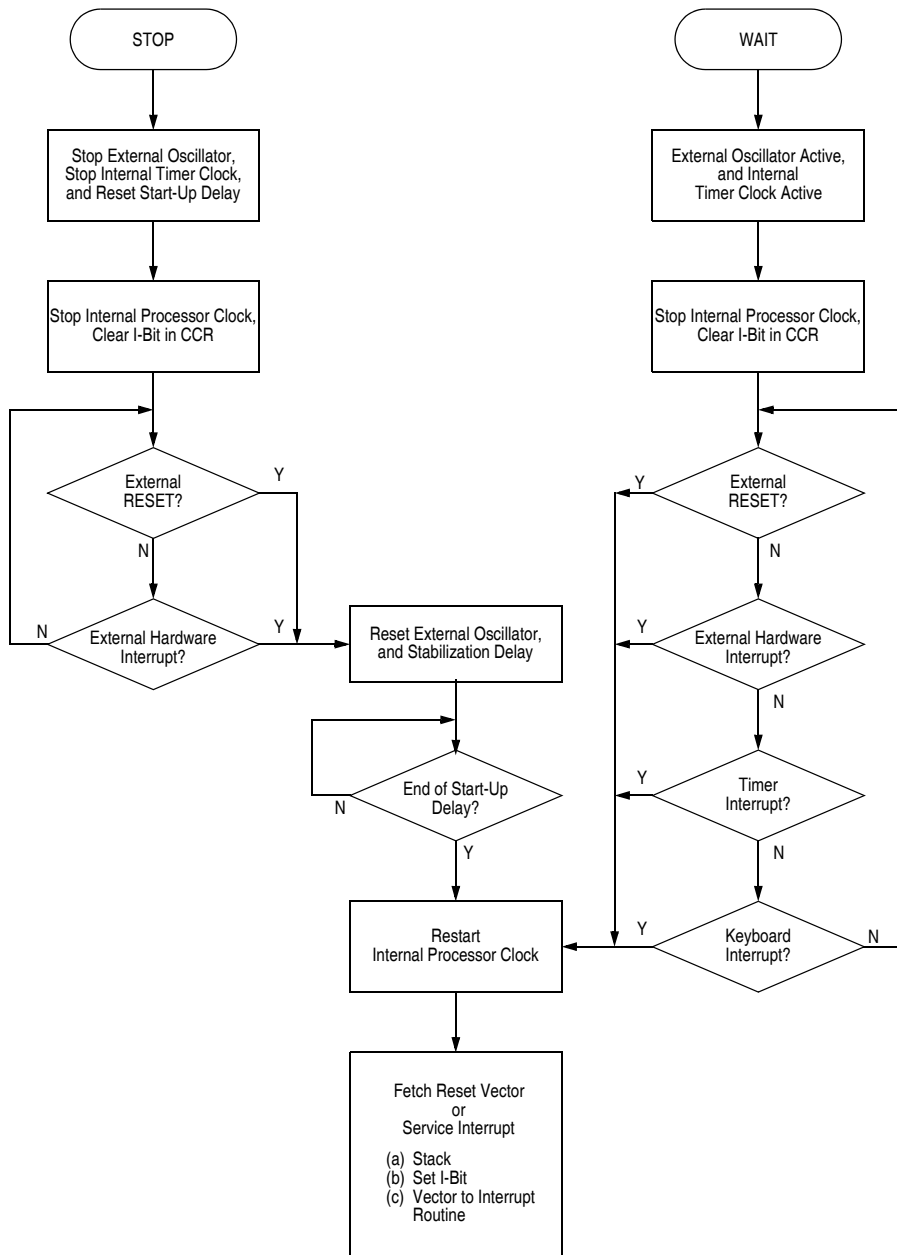 STOP
Stop External Oscillator,
Stop Internal Timer Clock,
and Reset Start-Up Delay
Stop Internal Processor Clock,
Clear I-Bit in CCR
External
RESET?
Y
N
External Hardware
Interrupt?
N
Y
Reset External Oscillator,
and Stabilization Delay
End of Start-Up
Delay?
N
Y
Restart
Internal Processor Clock
Fetch Reset Vector
or
Service Interrupt
(a) Stack
(b) Set I-Bit
(c) Vector to Interrupt
Routine
WAIT
External Oscillator Active,
and Internal
Timer Clock Active
Stop Internal Processor Clock,
Clear I-Bit in CCR
Y
External
RESET?
N
Y
External Hardware
Interrupt?
N
Y
Timer
Interrupt?
N
Y
Keyboard
Interrupt?
N